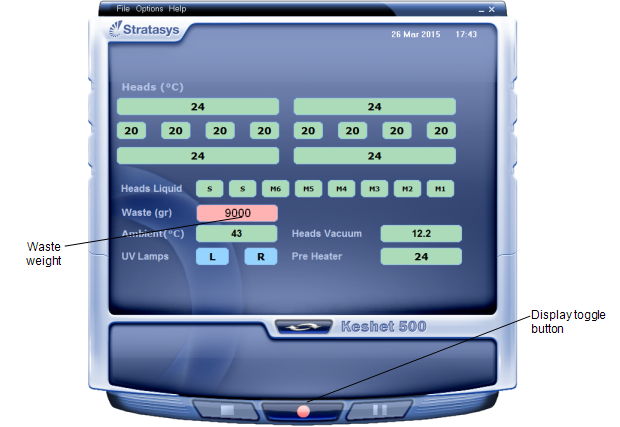 File Options Help
Stratasys
26 Mar 2015 17:43
Heads (°C)
24 24
20 20 20 20 20 20 20 20
24 24
Heads Liquid S S M6 M5 M4 M3 M2 M1
Waste (gr) 9000
Ambient(°C) 43 Heads Vacuum 12.2
UV Lamps L R Pre Heater 24
Waste
weight
Keshet 500
Display toggle
button